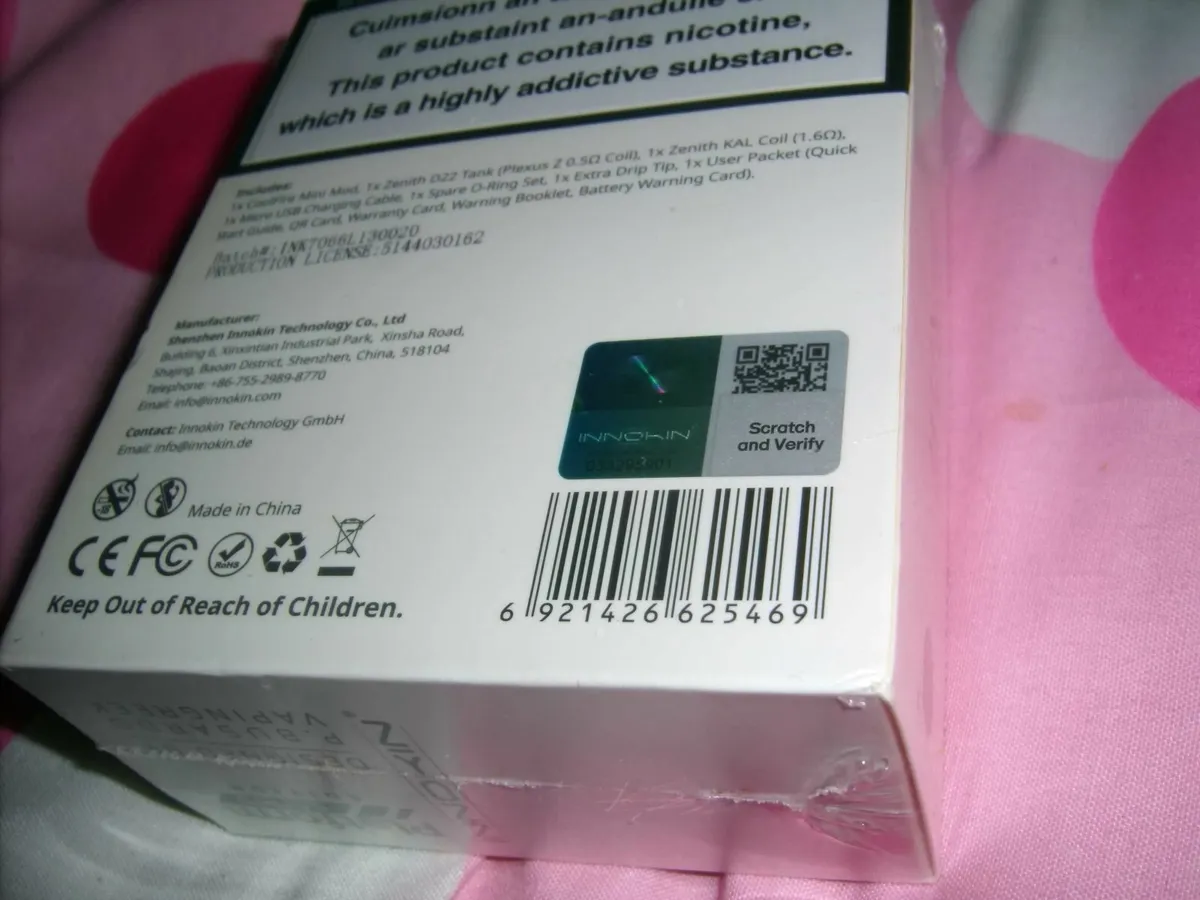 Cuimsíonn an
ar substaint an-andúile
This product contains nicotine,
which is a highly addictive substance.
Includes:
1x CoolFire Mini Mod, 1x Zenith D22 Tank (Plexus Z 0.5Ω Coil), 1x Zenith KAL Coil (1.6Ω),
1x Micro USB Charging Cable, 1x Spare O-Ring Set, 1x Extra Drip Tip, 1x User Packet (Quick
Start Guide, QR Card, Warranty Card, Warning Booklet, Battery Warning Card).
Batch#:INK7066L130020
PRODUCTION LICENSE:5144030162
Manufacturer:
Shenzhen Innokin Technology Co., Ltd
Building 6, Xinxintian Industrial Park, Xinsha Road,
Shajing, Baoan District, Shenzhen, China, 518104
Telephone: +86-755-2989-8770
Email: info@innokin.com
Contact: Innokin Technology GmbH
Email: info@innokin.de
INNOKIN
Scratch
and Verify
Made in China
CE FC RoHS
Keep Out of Reach of Children.
6 921426 625469
VAPINGREEK
P.BUSAR
DESIGNED